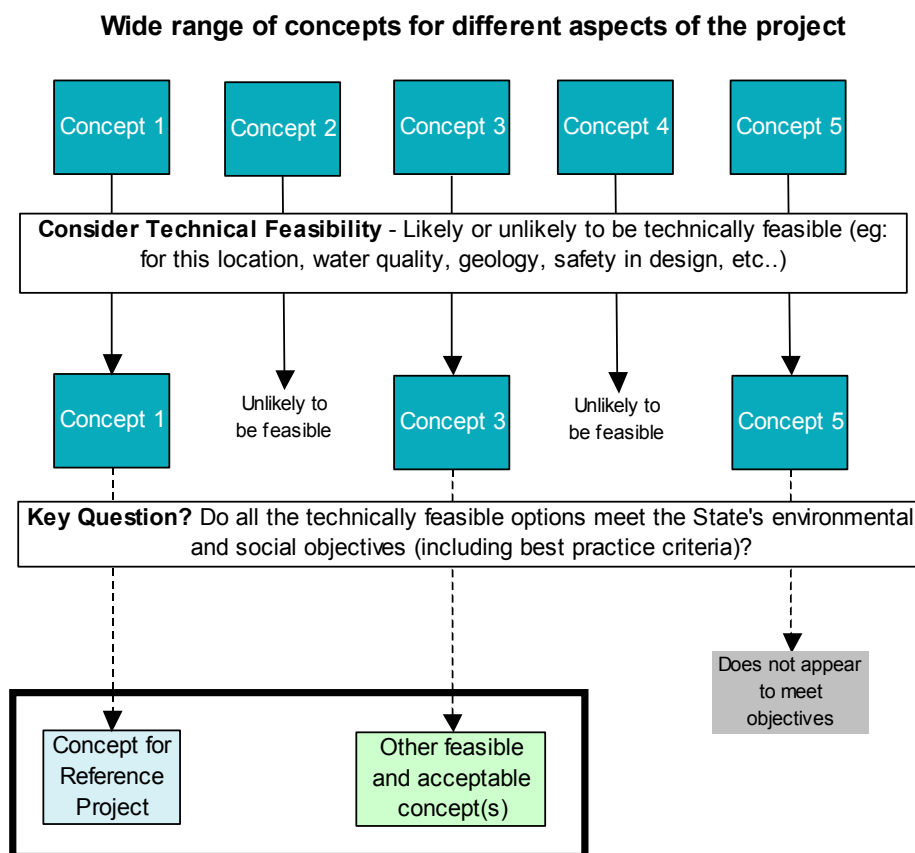 Wide range of concepts for different aspects of the project
Concept 1
Concept 2
Concept 3
Concept 4
Concept 5
Consider Technical Feasibility - Likely or unlikely to be technically feasible (eg:
for this location, water quality, geology, safety in design, etc..)
Concept 1
Unlikely to
be feasible
Concept 3
Unlikely to
be feasible
Concept 5
Key Question? Do all the technically feasible options meet the State's environmental
and social objectives (including best practice criteria)?
Does not appear
to meet
objectives
Concept for
Reference
Project
Other feasible
and acceptable
concept(s)